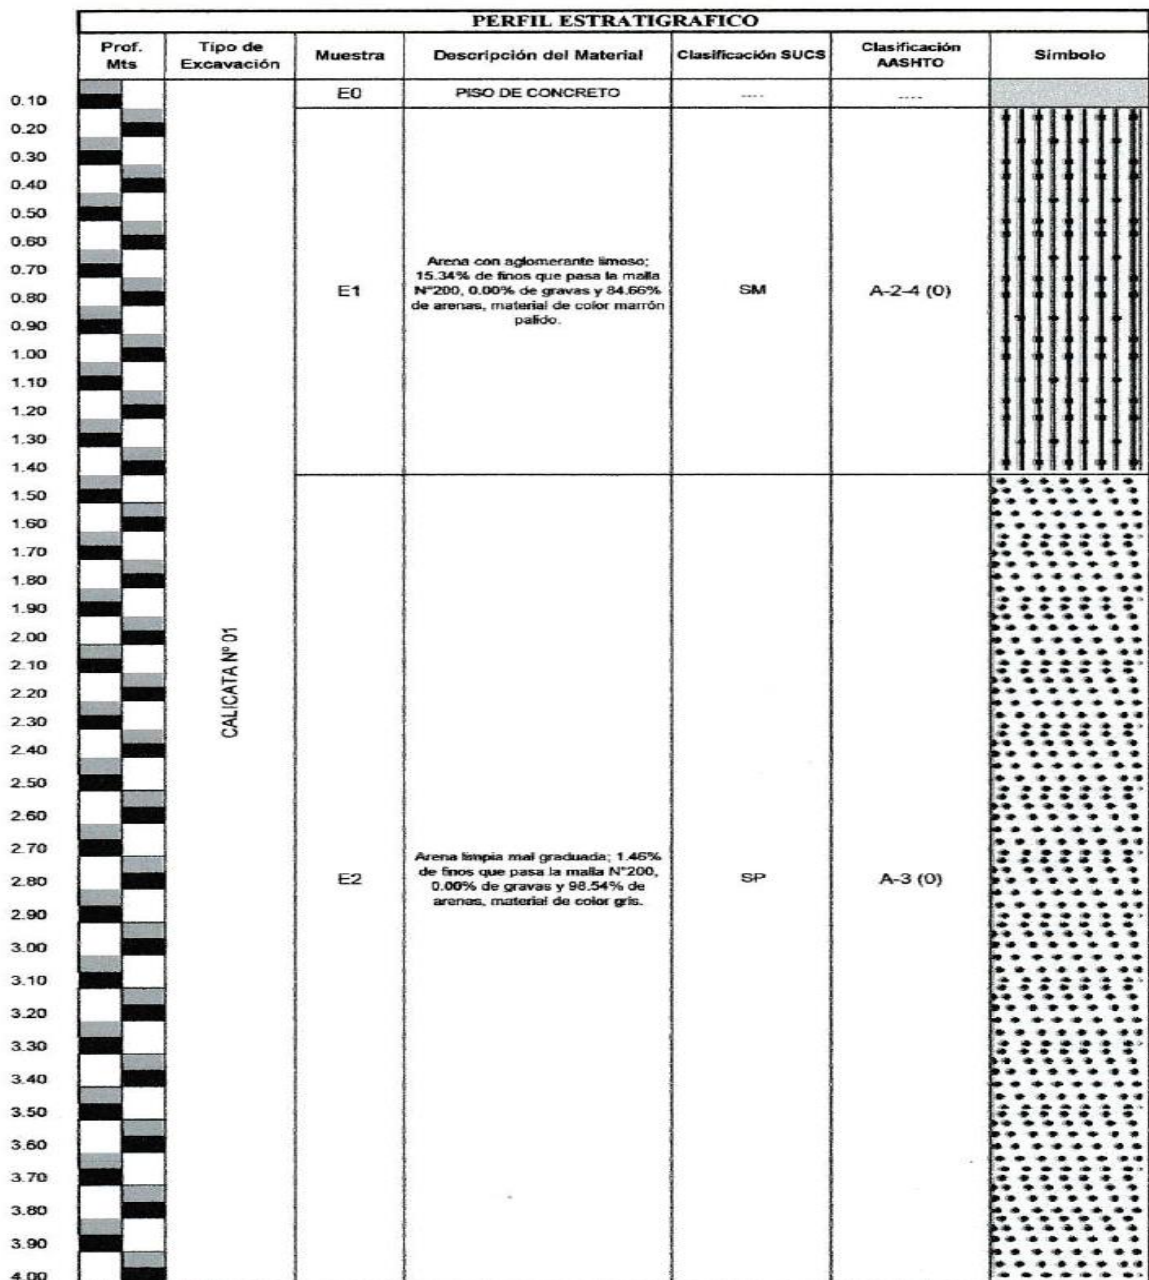 PERFIL ESTRATIGRAFICO
Prof. Mts
Tipo de Excavación
Muestra
Descripción del Material
Clasificación SUCS
Clasificación AASHTO
Símbolo
E0
PISO DE CONCRETO
----
----
0.10
0.20
0.30
0.40
0.50
0.60
0.70
0.80
0.90
1.00
1.10
1.20
1.30
1.40
E1
Arena con aglomerante limoso;
15.34% de finos que pasa la malla
N°200, 0.00% de gravas y 84.66%
de arenas, material de color marrón
palido.
SM
A-2-4 (0)
1.50
1.60
1.70
1.80
1.90
2.00
2.10
2.20
2.30
2.40
2.50
2.60
2.70
2.80
2.90
3.00
3.10
3.20
3.30
3.40
3.50
3.60
3.70
3.80
3.90
4.00
CALICATA Nº 01
E2
Arena limpia mal graduada; 1.46%
de finos que pasa la malla N°200,
0.00% de gravas y 98.54% de
arenas, material de color gris.
SP
A-3 (0)